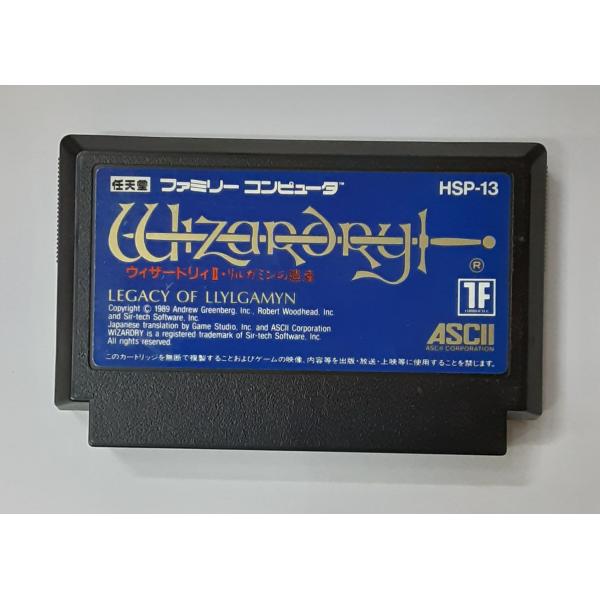 任天堂 ファミリー コンピュータ™ HSP-13
Wizardry
®
ウィザードリィⅡ・リルガミンの遺産
LEGACY OF LLYLGAMYN
Copyright © 1989 Andrew Greenberg. Inc, Robert Woodhead. Inc
and Sir-tech Software. Inc.
Japanese translation by Game Studio, Inc. and ASCII Corporation
WIZARDRY is a registered trademark of Sir-tech Software. Inc.
All rights reserved.
TF
ASCII
ASCII CORPORATION
このカートリッジを無断で複製することおよびゲームの映像、内容等を出版・放送・上映等に使用することを禁じます。